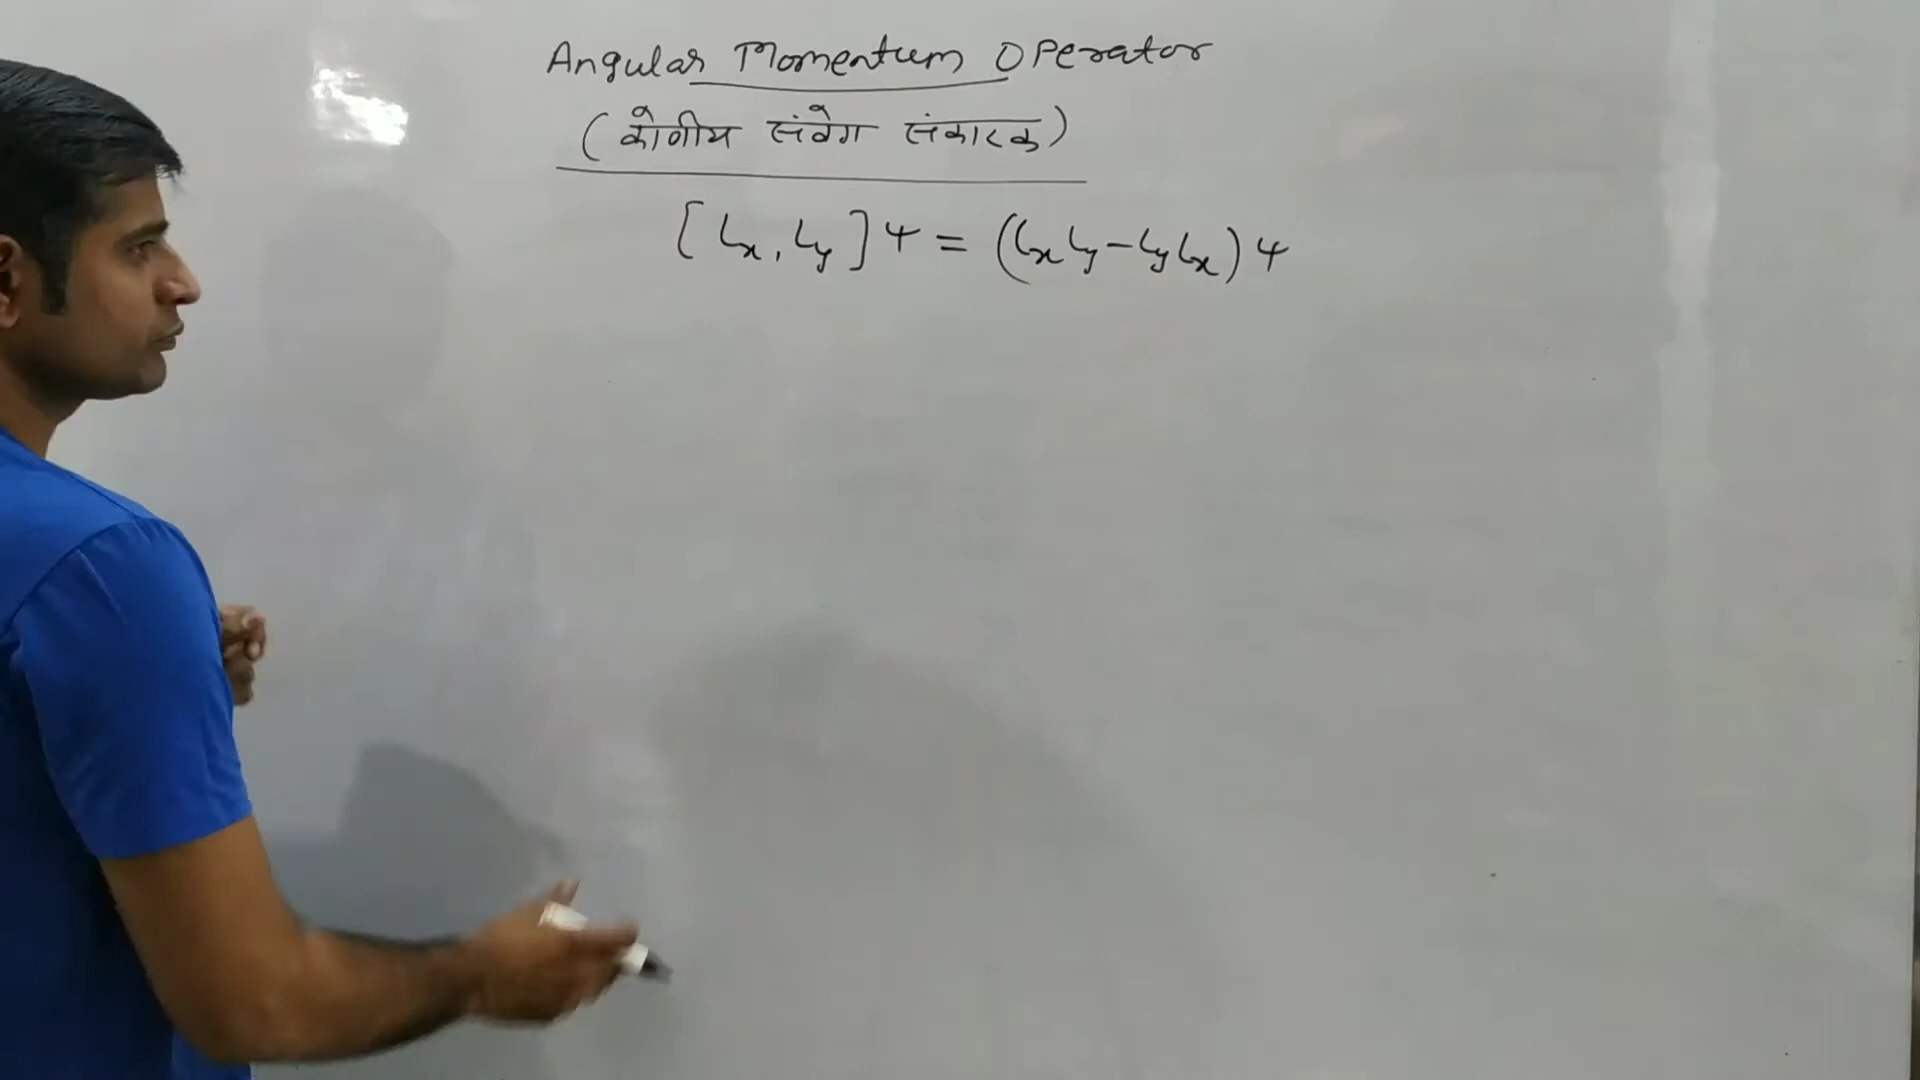 Angular Momentum Operator
(कोणीय संवेग संकारक)
[Lx, Ly]Ψ = (LxLy-LyLx)Ψ